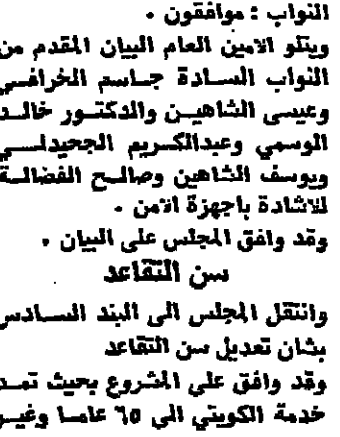 النواب : موافقون .
ويتلو الامين العام البيان المقدم من
النواب السادة جاسم الخرافي
وعيسى الشاهين والدكتور خالد
الوسمي وعبدالكريم الجحيدلي
ويوسف الشاهين وصالح الفضالة
للاشادة باجهزة الامن .
وقد وافق المجلس على البيان .
سن التقاعد
وانتقل المجلس الى البند السادس
بشان تعديل سن التقاعد
وقد وافق على المشروع بحيث تمد
خدمة الكويتي الى ٦٥ عاما وغير